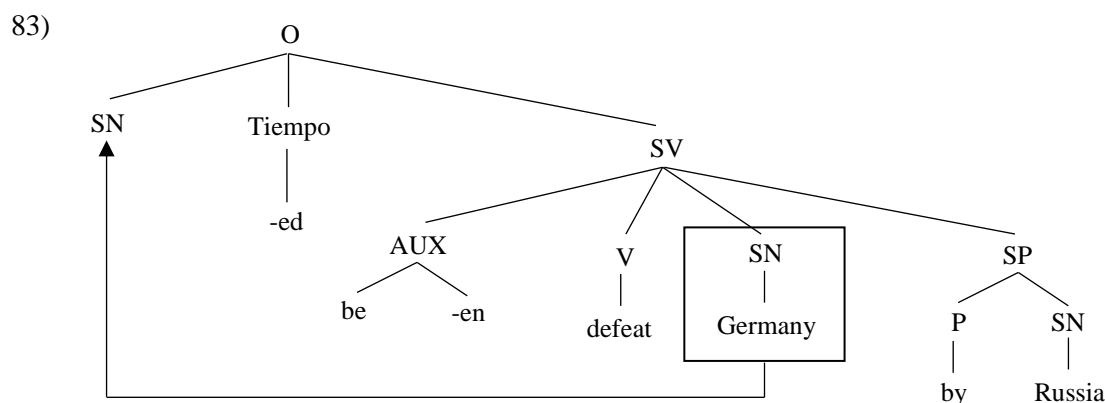 83)
O
SN Tiempo SV
-ed
AUX V SN SP
be -en defeat Germany P SN
by Russia